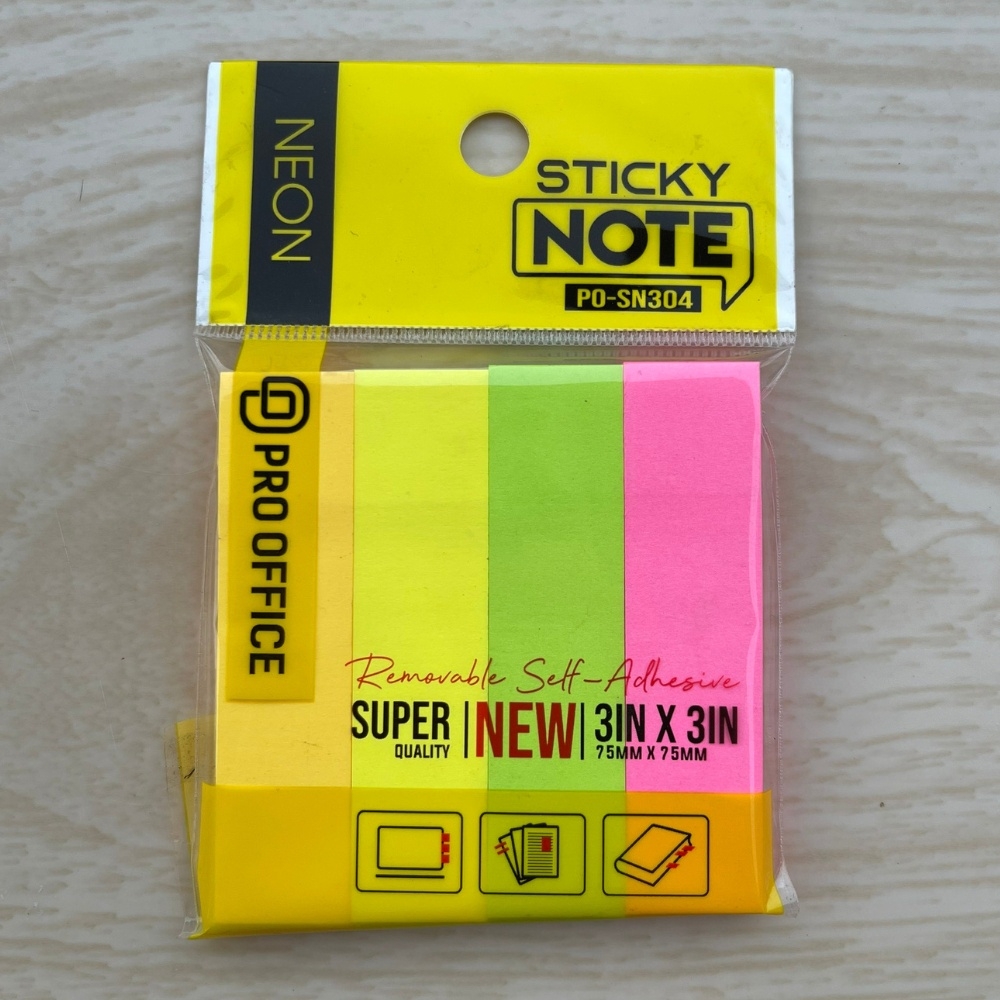 NEON
STICKY
NOTE
PO-SN304
PRO OFFICE
Removable Self-Adhesive
SUPER
QUALITY
NEW
3IN X 3IN
75MM X 75MM